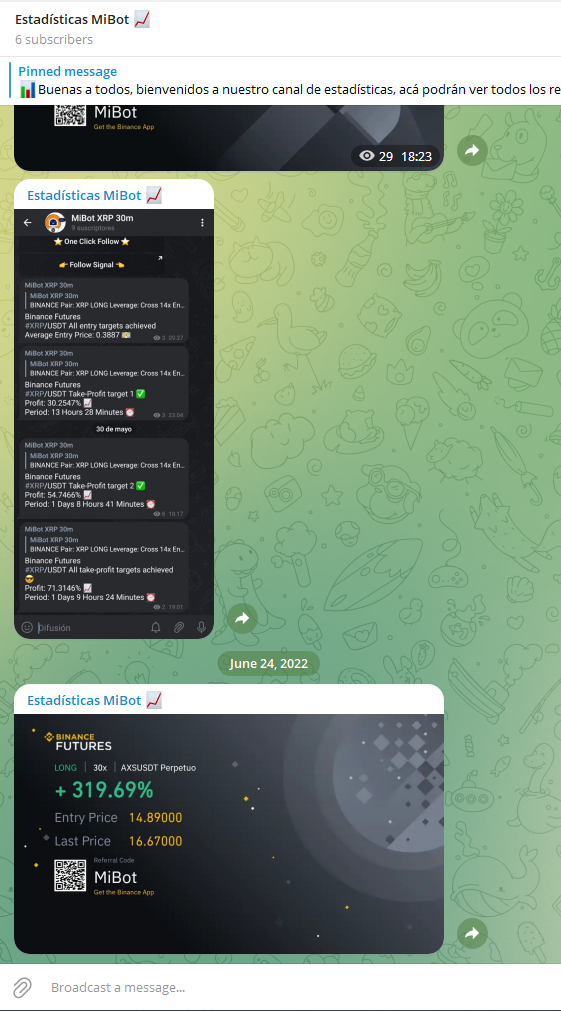 Estadísticas MiBot 📈
6 subscribers
Pinned message
📊Buenas a todos, bienvenidos a nuestro canal de estadísticas, acá podrán ver todos los re
MiBot
Get the Binance App
29 18:23
Estadísticas MiBot 📈
MiBot XRP 30m
9 suscriptores
⭐ One Click Follow ⭐
👉 Follow Signal 👈
MiBot XRP 30m
MiBot XRP 30m
BINANCE Pair: XRP LONG Leverage: Cross 14x En...
Binance Futures
#XRP/USDT All entry targets achieved
Average Entry Price: 0.3887 💵
3 09:37
MiBot XRP 30m
MiBot XRP 30m
BINANCE Pair: XRP LONG Leverage: Cross 14x En...
Binance Futures
#XRP/USDT Take-Profit target 1 ✅
Profit: 30.2547% 📈
Period: 13 Hours 28 Minutes ⏰
3 23:04
30 de mayo
MiBot XRP 30m
MiBot XRP 30m
BINANCE Pair: XRP LONG Leverage: Cross 14x En...
Binance Futures
#XRP/USDT Take-Profit target 2 ✅
Profit: 54.7466% 📈
Period: 1 Days 8 Hours 41 Minutes ⏰
18:17
MiBot XRP 30m
MiBot XRP 30m
BINANCE Pair: XRP LONG Leverage: Cross 14x En...
Binance Futures
#XRP/USDT All take-profit targets achieved
😎
Profit: 71.3146% 📈
Period: 1 Days 9 Hours 24 Minutes ⏰
2 19:01
Difusión
June 24, 2022
Estadísticas MiBot 📈
BINANCE
FUTURES
LONG | 30x | AXSUSDT Perpetuo
+ 319.69%
Entry Price 14.89000
Last Price 16.67000
Referral Code
MiBot
Get the Binance App
Broadcast a message...